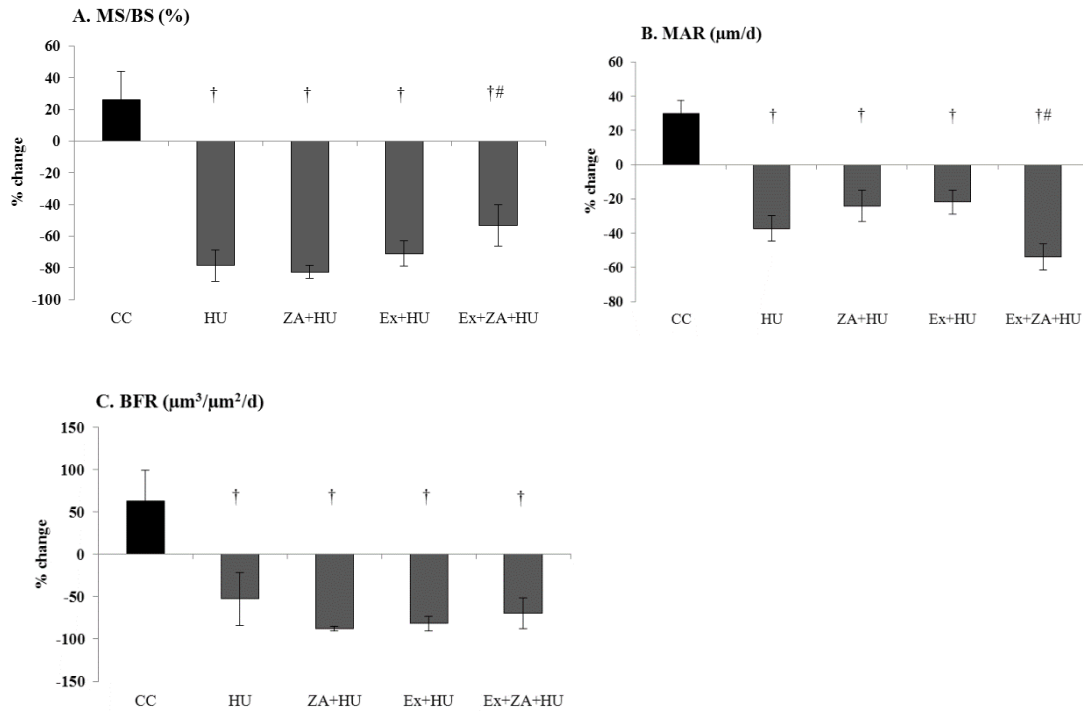 A. MS/BS (%)
60
40
20
0
-20
-40
-60
-80
-100
% change
† † † †#
CC HU ZA+HU Ex+HU Ex+ZA+HU
B. MAR (μm/d)
60
40
20
0
-20
-40
-60
-80
% change
† † † †#
CC HU ZA+HU Ex+HU Ex+ZA+HU
C. BFR (μm³/μm²/d)
150
100
50
0
-50
-100
-150
% change
† † † †
CC HU ZA+HU Ex+HU Ex+ZA+HU